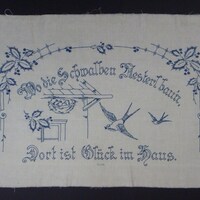 Wo die Schwalben Nesterl baun,
Dort ist Glück im Haus.